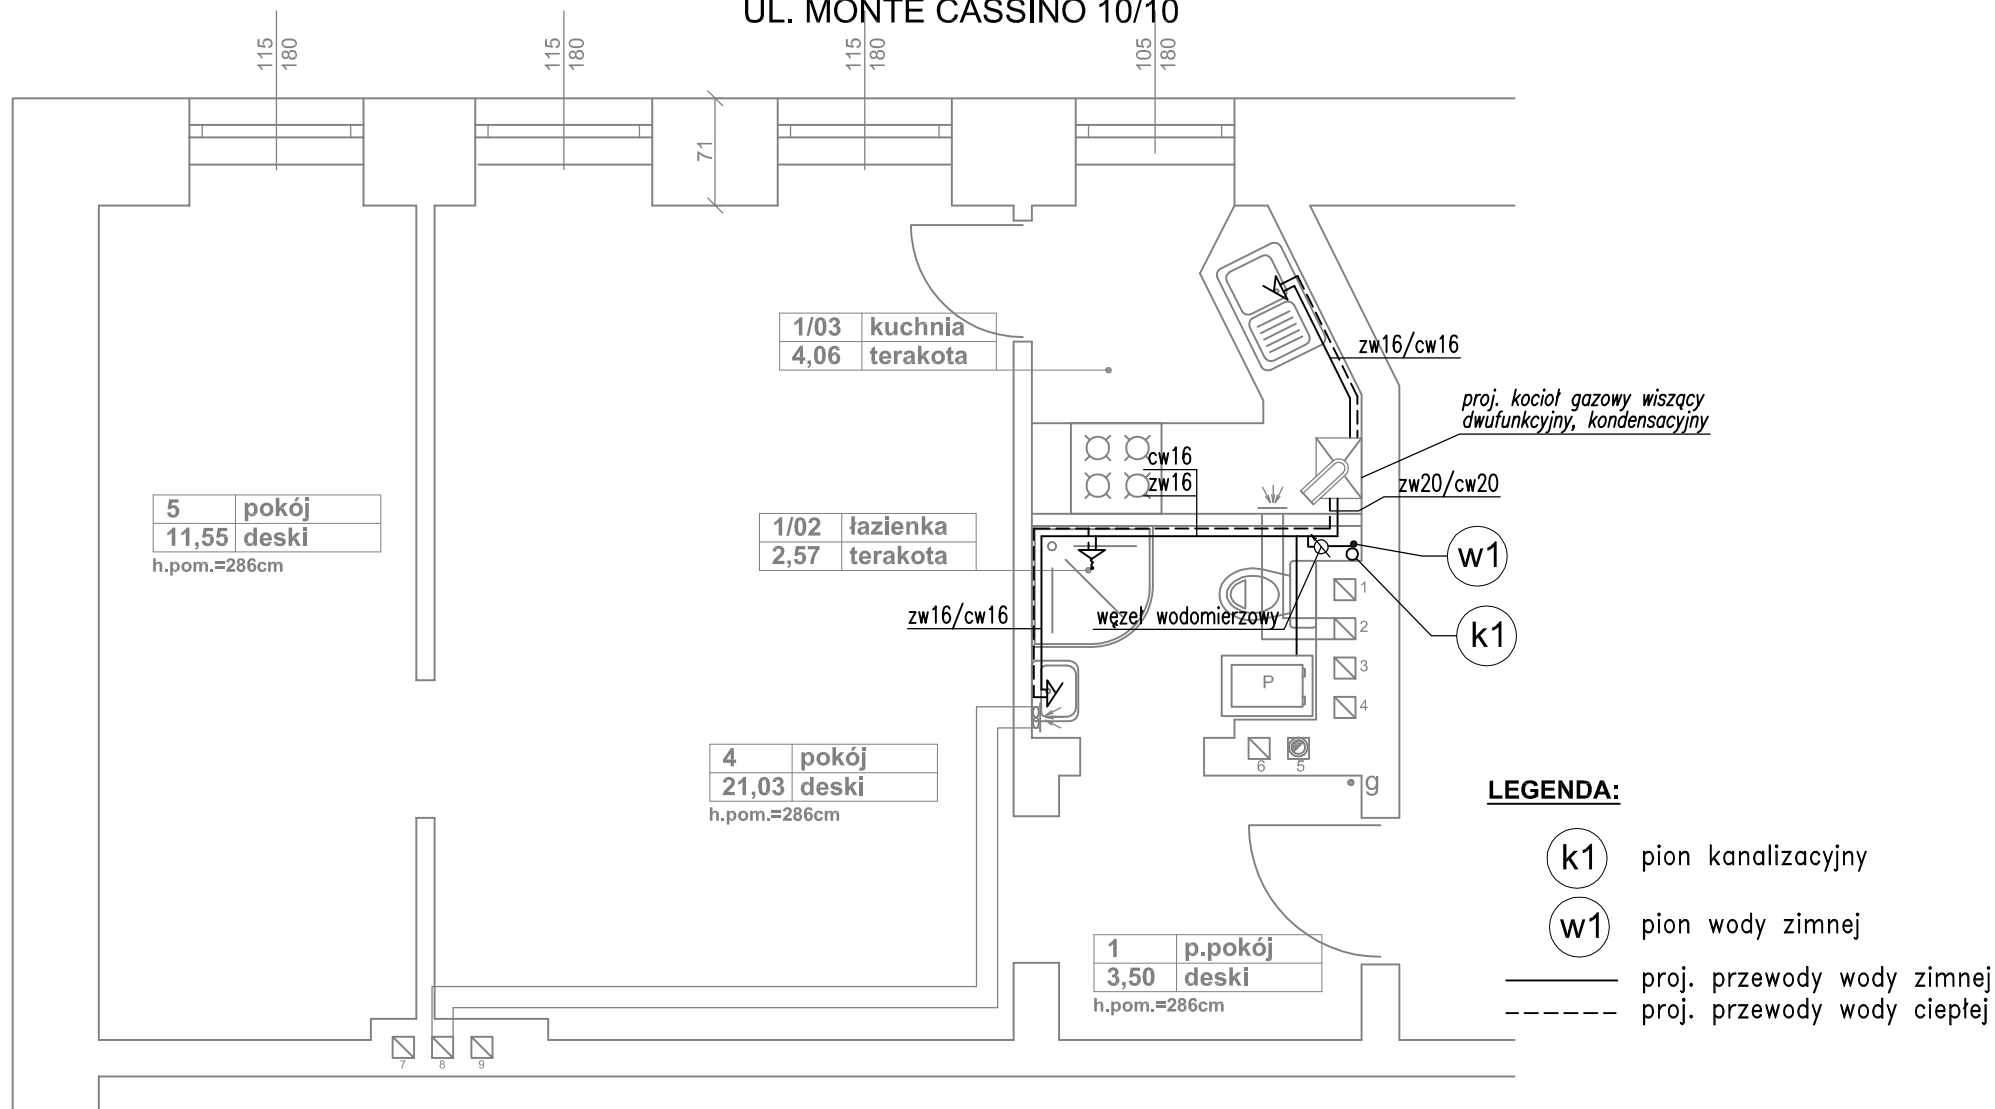 UL. MONTE CASSINO 10/10
115
180
115
180
115
180
105
180
71
1/03 kuchnia
4,06 terakota
zw16/cw16
proj. kocioł gazowy wiszący
dwufunkcyjny, kondensacyjny
cw16
zw16
zw20/cw20
5 pokój
11,55 deski
h.pom.=286cm
1/02 łazienka
2,57 terakota
w1
zw16/cw16
węzeł wodomierzowy
k1
1
2
3
4
P
6
5
g
4 pokój
21,03 deski
h.pom.=286cm
LEGENDA:
k1 pion kanalizacyjny
w1 pion wody zimnej
proj. przewody wody zimnej
proj. przewody wody ciepłej
1 p.pokój
3,50 deski
h.pom.=286cm
7
8
9